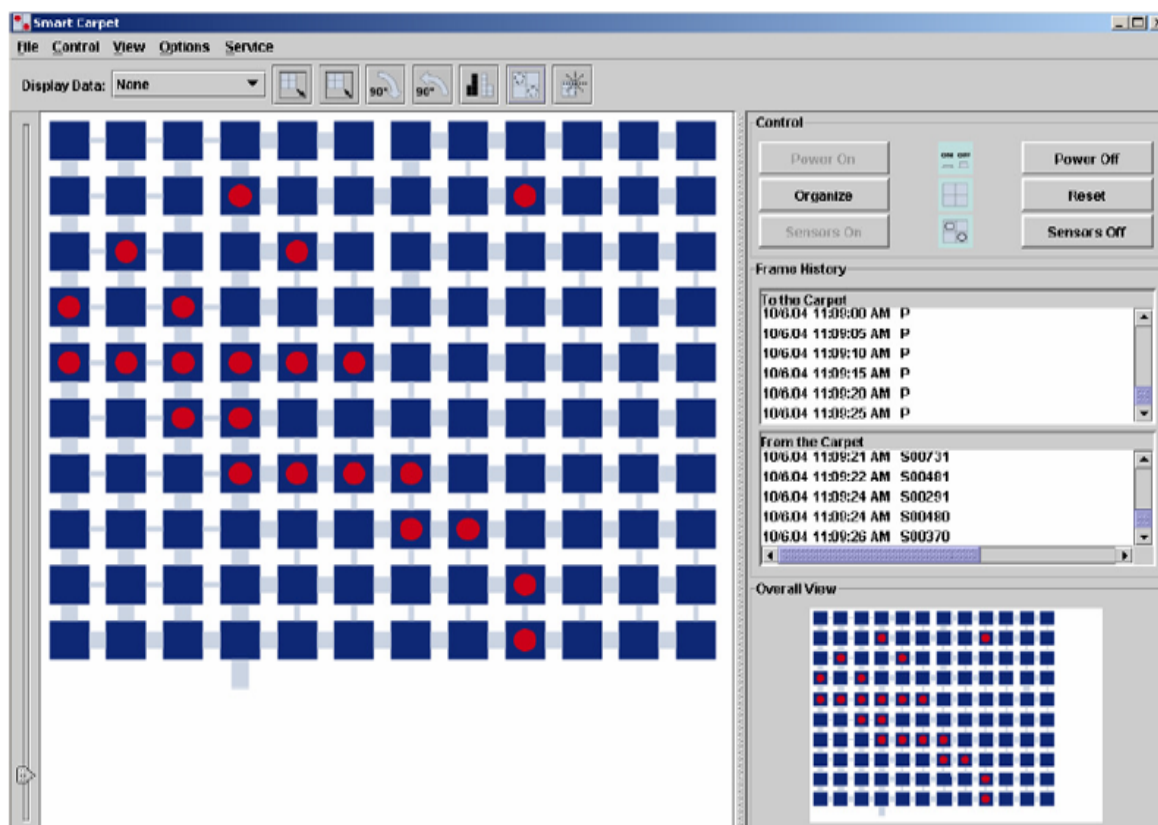 Smart Carpet
File Control View Options Service
Display Data: None
90° 90°
Control
Power On ON OFF Power Off
Organize Reset
Sensors On Sensors Off
Frame History
To the Carpet
10/6.04 11:09:00 AM P
10/6.04 11:09:05 AM P
10/6.04 11:09:10 AM P
10/6.04 11:09:15 AM P
10/6.04 11:09:20 AM P
10/6.04 11:09:25 AM P
From the Carpet
10/6.04 11:09:21 AM S00731
10/6.04 11:09:22 AM S00481
10/6.04 11:09:24 AM S00291
10/6.04 11:09:24 AM S00480
10/6.04 11:09:26 AM S00370
Overall View